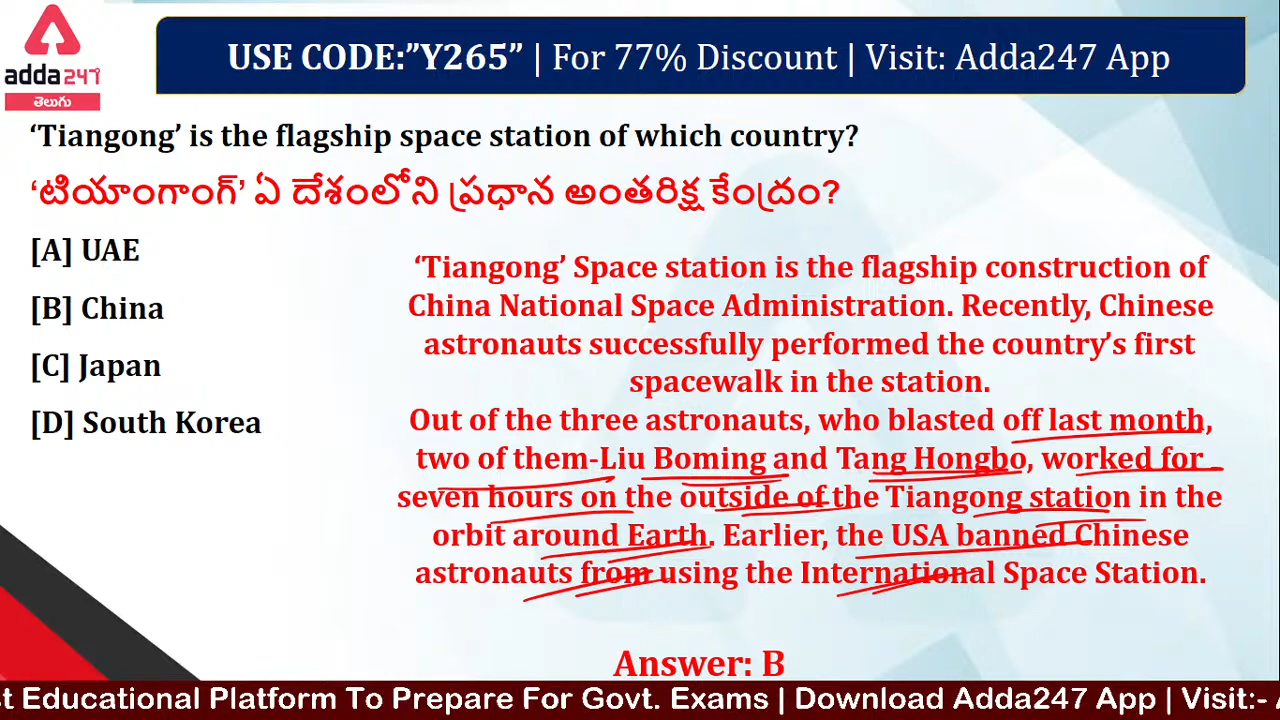 adda247
తెలుగు
USE CODE:”Y265” | For 77% Discount | Visit: Adda247 App
‘Tiangong’ is the flagship space station of which country?
‘టియాంగాంగ్’ ఏ దేశంలోని ప్రధాన అంతరిక్ష కేంద్రం?
[A] UAE
[B] China
[C] Japan
[D] South Korea
‘Tiangong’ Space station is the flagship construction of
China National Space Administration. Recently, Chinese
astronauts successfully performed the country’s first
spacewalk in the station.
Out of the three astronauts, who blasted off last month,
two of them-Liu Boming and Tang Hongbo, worked for
seven hours on the outside of the Tiangong station in the
orbit around Earth. Earlier, the USA banned Chinese
astronauts from using the International Space Station.
Answer: B
st Educational Platform To Prepare For Govt. Exams | Download Adda247 App | Visit:-